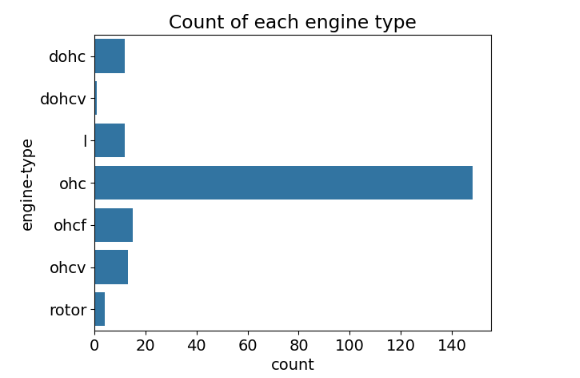 Count of each engine type
engine-type
dohc
dohcv
l
ohc
ohcf
ohcv
rotor
0 20 40 60 80 100 120 140
count